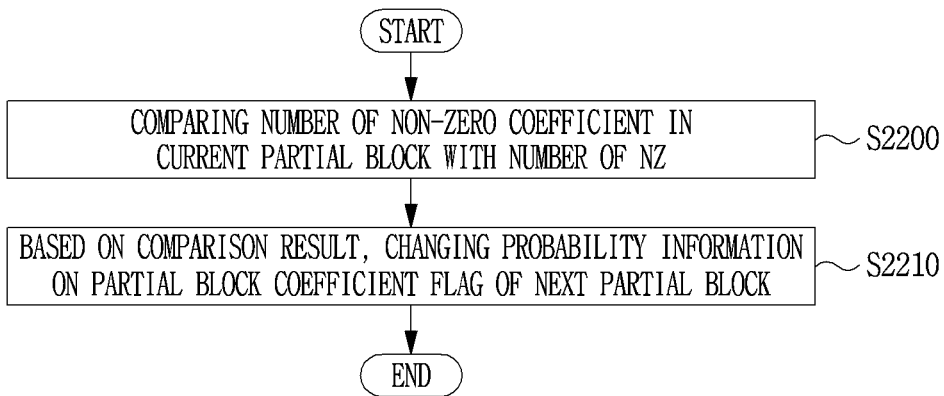 START
COMPARING NUMBER OF NON-ZERO COEFFICIENT IN
CURRENT PARTIAL BLOCK WITH NUMBER OF NZ
S2200
BASED ON COMPARISON RESULT, CHANGING PROBABILITY INFORMATION
ON PARTIAL BLOCK COEFFICIENT FLAG OF NEXT PARTIAL BLOCK
S2210
END